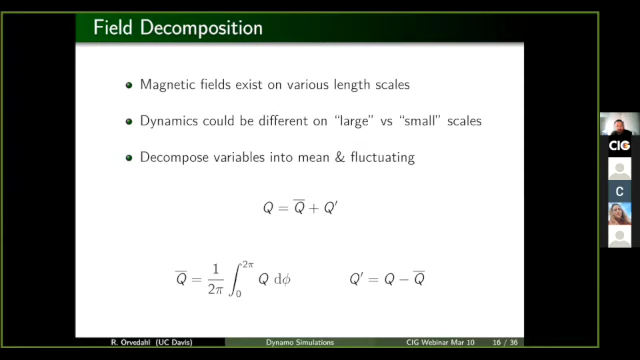 Field Decomposition
Magnetic fields exist on various length scales
Dynamics could be different on “large” vs “small” scales
Decompose variables into mean & fluctuating
Q = Q̅ + Q′
Q̅ = 1/2π ∫₀^2π Q dϕ    Q′ = Q − Q̅
R. Orvedahl (UC Davis) Dynamo Simulations CIG Webinar Mar 10 16 / 36
CIG
C